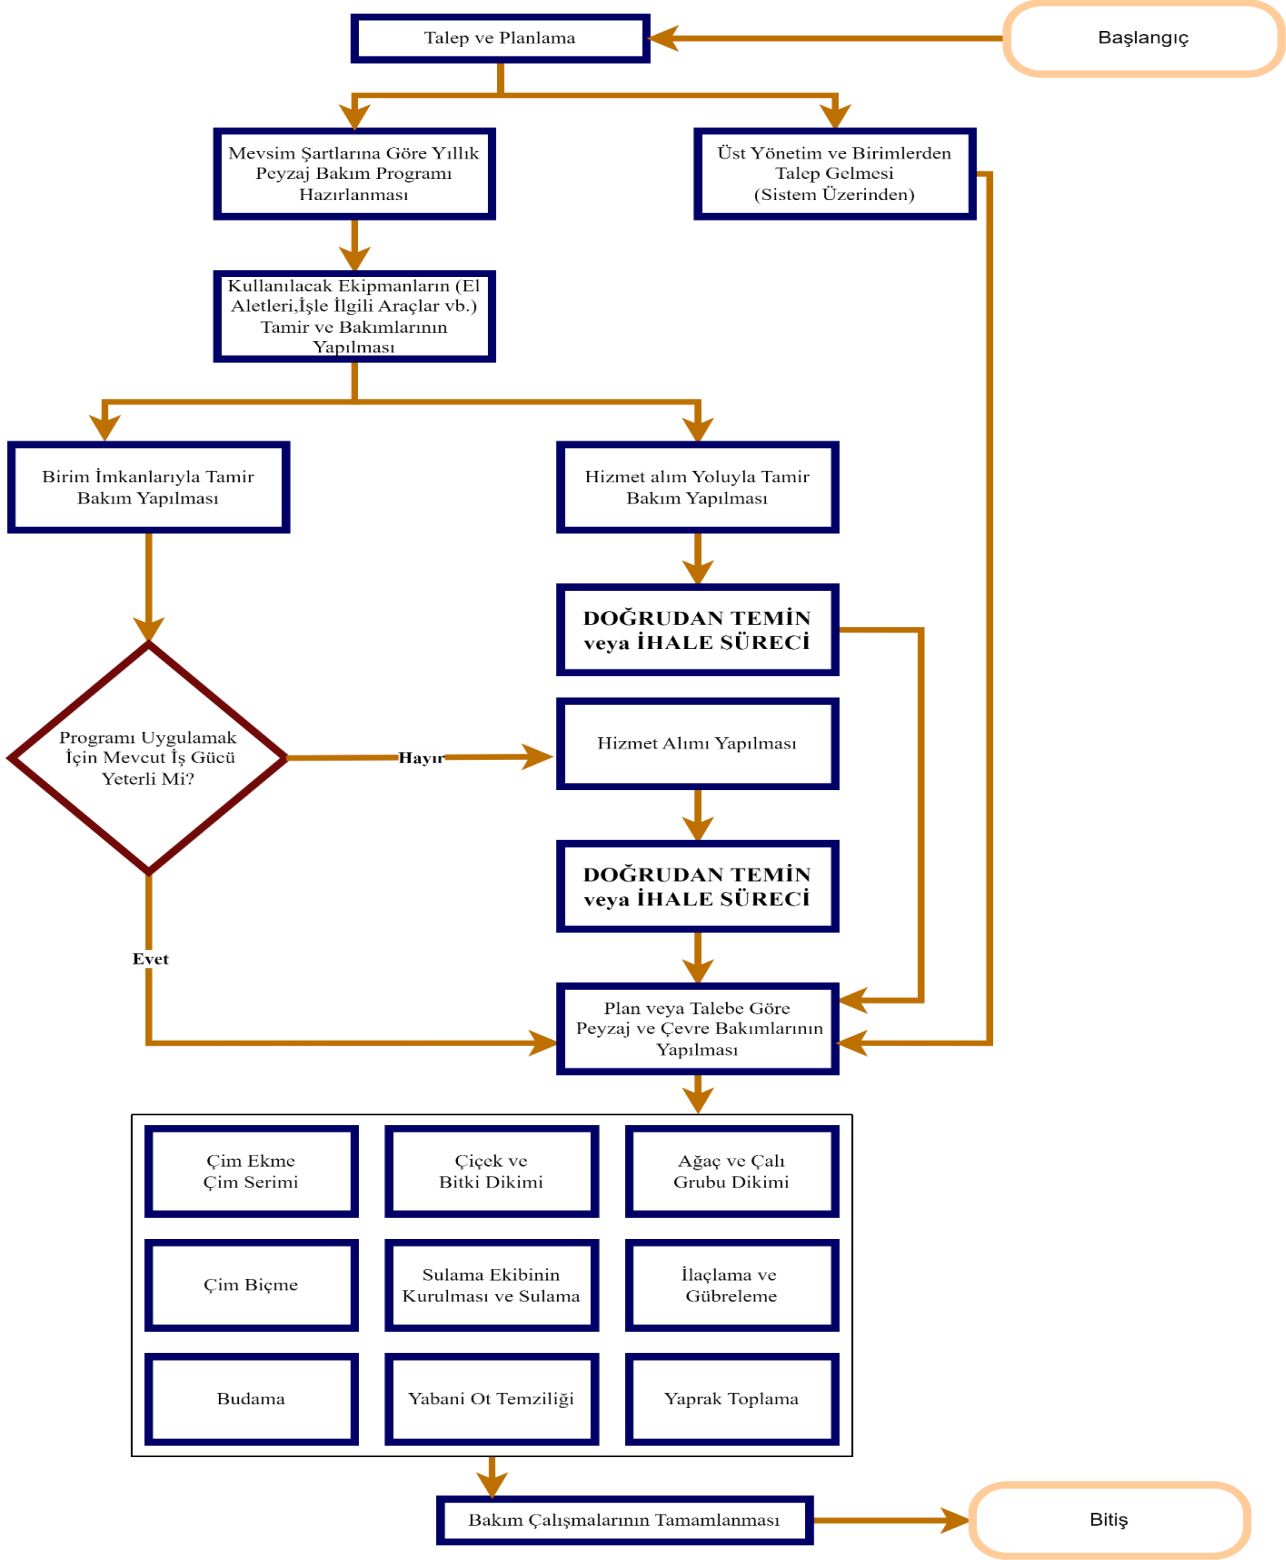 Başlangıç
Talep ve Planlama
Mevsim Şartlarına Göre Yıllık
Peyzaj Bakım Programı
Hazırlanması
Üst Yönetim ve Birimlerden
Talep Gelmesi
(Sistem Üzerinden)
Kullanılacak Ekipmanların (El
Aletleri,İşle İlgili Araçlar vb.)
Tamir ve Bakımlarının
Yapılması
Birim İmkanlarıyla Tamir
Bakım Yapılması
Hizmet alım Yoluyla Tamir
Bakım Yapılması
DOĞRUDAN TEMİN
veya İHALE SÜRECİ
Programı Uygulamak
İçin Mevcut İş Gücü
Yeterli Mi?
Hayır
Hizmet Alımı Yapılması
DOĞRUDAN TEMİN
veya İHALE SÜRECİ
Evet
Plan veya Talebe Göre
Peyzaj ve Çevre Bakımlarının
Yapılması
Çim Ekme
Çim Serimi
Çiçek ve
Bitki Dikimi
Ağaç ve Çalı
Grubu Dikimi
Çim Biçme
Sulama Ekibinin
Kurulması ve Sulama
İlaçlama ve
Gübreleme
Budama
Yabani Ot Temziliği
Yaprak Toplama
Bakım Çalışmalarının Tamamlanması
Bitiş